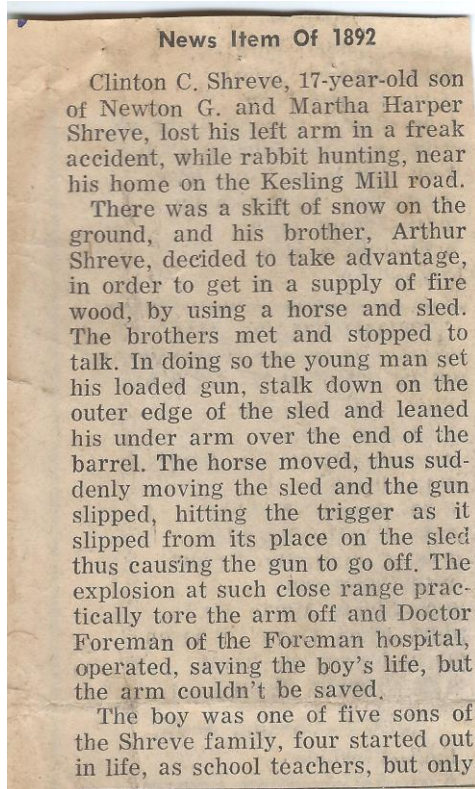 News Item Of 1892
Clinton C. Shreve, 17-year-old son
of Newton G. and Martha Harper
Shreve, lost his left arm in a freak
accident, while rabbit hunting, near
his home on the Kesling Mill road.
There was a skift of snow on the
ground, and his brother, Arthur
Shreve, decided to take advantage,
in order to get in a supply of fire
wood, by using a horse and sled.
The brothers met and stopped to
talk. In doing so the young man set
his loaded gun, stalk down on the
outer edge of the sled and leaned
his under arm over the end of the
barrel. The horse moved, thus sud-
denly moving the sled and the gun
slipped, hitting the trigger as it
slipped from its place on the sled
thus causing the gun to go off. The
explosion at such close range prac-
tically tore the arm off and Doctor
Foreman of the Foreman hospital,
operated, saving the boy's life, but
the arm couldn't be saved.
The boy was one of five sons of
the Shreve family, four started out
in life, as school teachers, but only